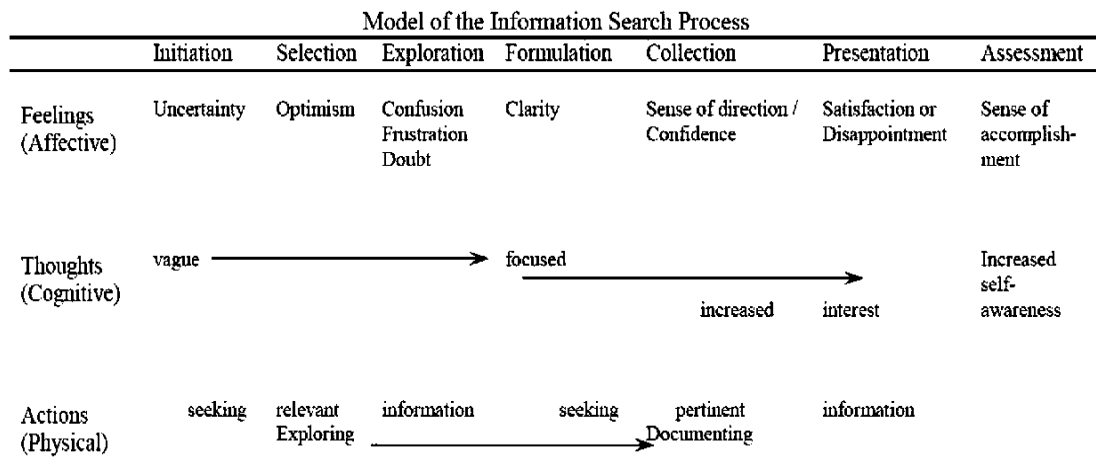 Model of the Information Search Process
Initiation Selection Exploration Formulation Collection Presentation Assessment
Feelings (Affective) Uncertainty Optimism Confusion Frustration Doubt Clarity Sense of direction / Confidence Satisfaction or Disappointment Sense of accomplish-ment
Thoughts (Cognitive) vague focused increased interest Increased self-awareness
Actions (Physical) seeking relevant information seeking pertinent information
Exploring Documenting